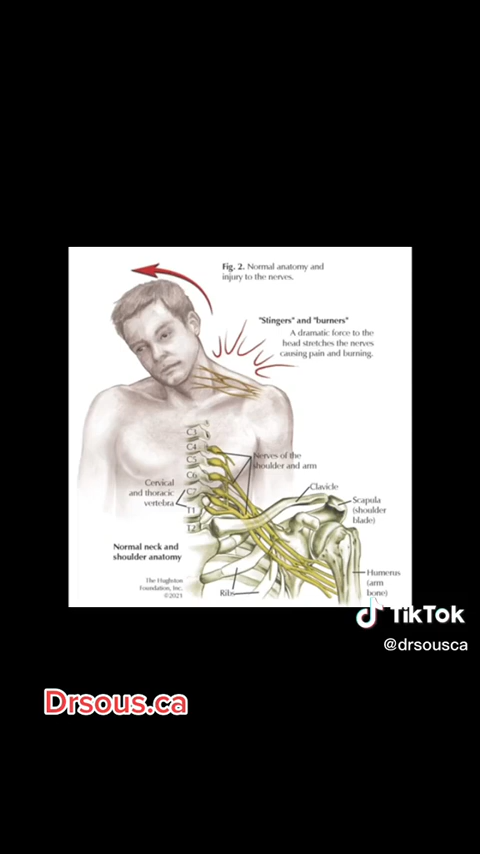 Fig. 2. Normal anatomy and
injury to the nerves.
"Stingers" and "burners"
A dramatic force to the
head stretches the nerves
causing pain and burning.
Nerves of the
shoulder and arm
Cervical
and thoracic
vertebra
Clavicle
Scapula
(shoulder
blade)
T1
T2
Normal neck and
shoulder anatomy
Humerus
(arm
bone)
The Hughston
Foundation, Inc.
©2021
Ribs
TikTok
@drsousca
Drsous.ca